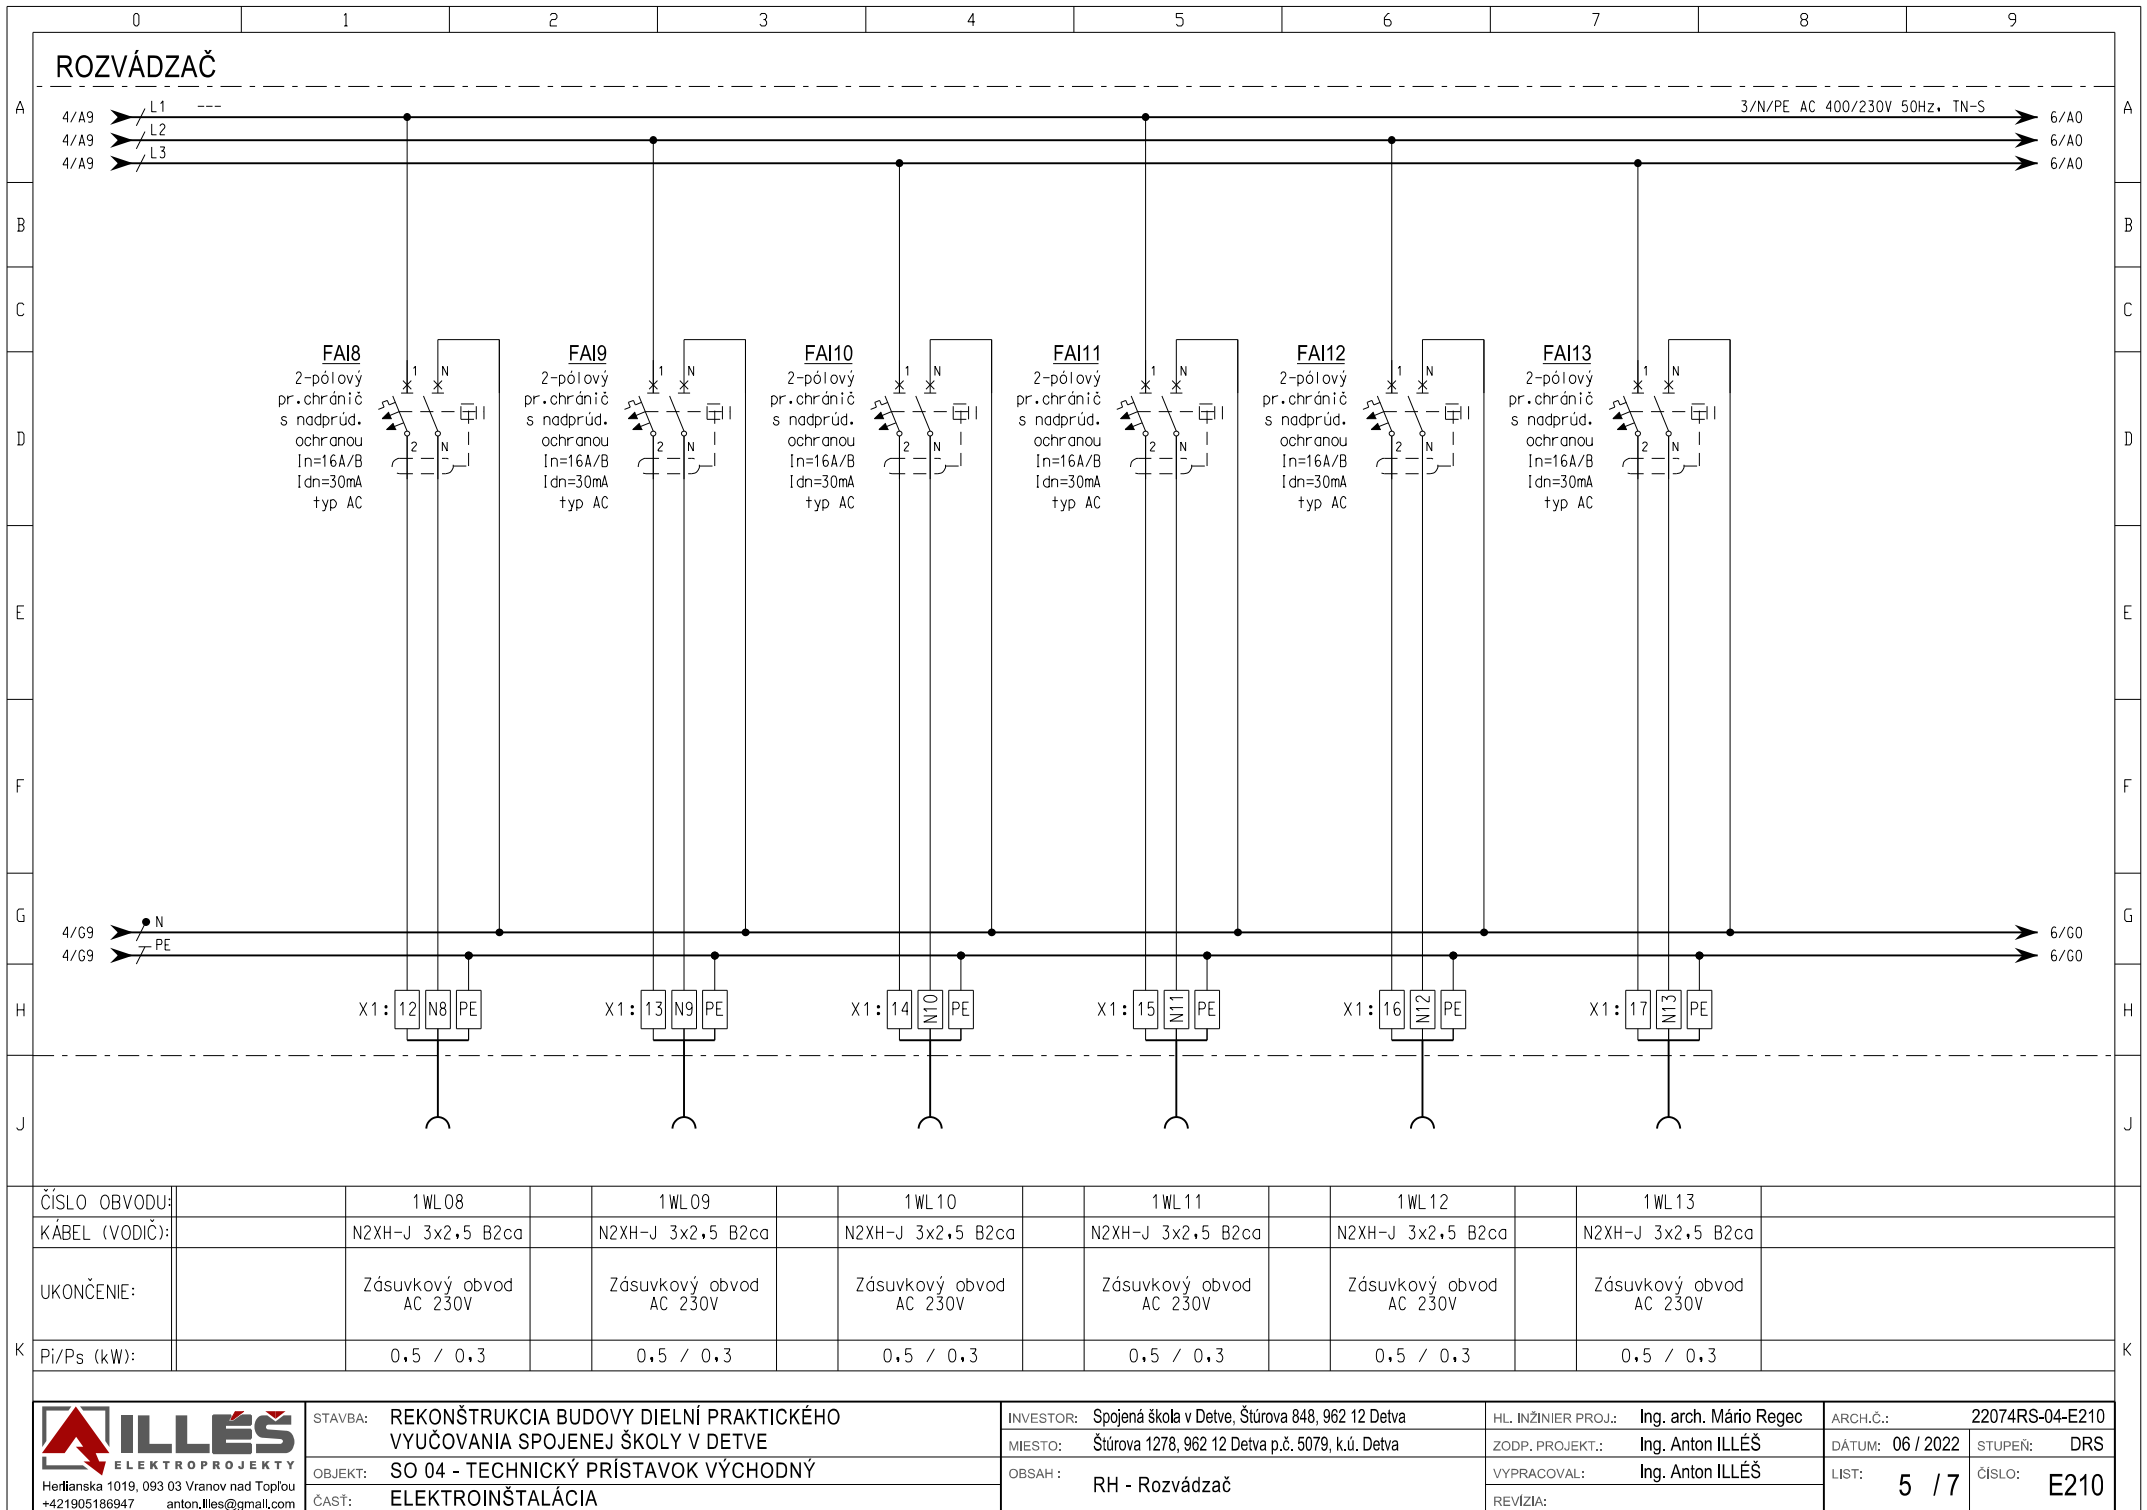 0 1 2 3 4 5 6 7 8 9
ROZVÁDZAČ
A A
4/A9 L1 --- 3/N/PE AC 400/230V 50Hz, TN-S 6/A0
4/A9 L2 6/A0
4/A9 L3 6/A0
B B
C C
D D
FAI8
2-pólový
pr.chránič
s nadprúd.
ochranou
In=16A/B
Idn=30mA
typ AC
1 N
2 N
FAI9
2-pólový
pr.chránič
s nadprúd.
ochranou
In=16A/B
Idn=30mA
typ AC
1 N
2 N
FAI10
2-pólový
pr.chránič
s nadprúd.
ochranou
In=16A/B
Idn=30mA
typ AC
1 N
2 N
FAI11
2-pólový
pr.chránič
s nadprúd.
ochranou
In=16A/B
Idn=30mA
typ AC
1 N
2 N
FAI12
2-pólový
pr.chránič
s nadprúd.
ochranou
In=16A/B
Idn=30mA
typ AC
1 N
2 N
FAI13
2-pólový
pr.chránič
s nadprúd.
ochranou
In=16A/B
Idn=30mA
typ AC
1 N
2 N
E E
F F
G G
4/G9 N 6/G0
4/G9 PE 6/G0
H X1: 12 N8 PE X1: 13 N9 PE X1: 14 N10 PE X1: 15 N11 PE X1: 16 N12 PE X1: 17 N13 PE H
J J
ČÍSLO OBVODU: 1WL08 1WL09 1WL10 1WL11 1WL12 1WL13
KÁBEL (VODIČ): N2XH-J 3x2,5 B2ca N2XH-J 3x2,5 B2ca N2XH-J 3x2,5 B2ca N2XH-J 3x2,5 B2ca N2XH-J 3x2,5 B2ca N2XH-J 3x2,5 B2ca
UKONČENIE: Zásuvkový obvod Zásuvkový obvod Zásuvkový obvod Zásuvkový obvod Zásuvkový obvod Zásuvkový obvod
AC 230V AC 230V AC 230V AC 230V AC 230V AC 230V
K Pi/Ps (kW): 0,5 / 0,3 0,5 / 0,3 0,5 / 0,3 0,5 / 0,3 0,5 / 0,3 0,5 / 0,3 K
ILLÉŠ
ELEKTROPROJEKTY
Herlianska 1019, 093 03 Vranov nad Topľou
+421905186947 anton.illes@gmail.com
STAVBA: REKONŠTRUKCIA BUDOVY DIELNÍ PRAKTICKÉHO
VYUČOVANIA SPOJENEJ ŠKOLY V DETVE
OBJEKT: SO 04 - TECHNICKÝ PRÍSTAVOK VÝCHODNÝ
ČASŤ: ELEKTROINŠTALÁCIA
INVESTOR: Spojená škola v Detve, Štúrova 848, 962 12 Detva
MIESTO: Štúrova 1278, 962 12 Detva p.č. 5079, k.ú. Detva
OBSAH : RH - Rozvádzač
HL. INŽINIER PROJ.: Ing. arch. Mário Regec
ZODP. PROJEKT.: Ing. Anton ILLÉŠ
VYPRACOVAL: Ing. Anton ILLÉŠ
REVÍZIA:
ARCH.Č.: 22074RS-04-E210
DÁTUM: 06 / 2022 STUPEŇ: DRS
LIST: 5 / 7 ČÍSLO: E210